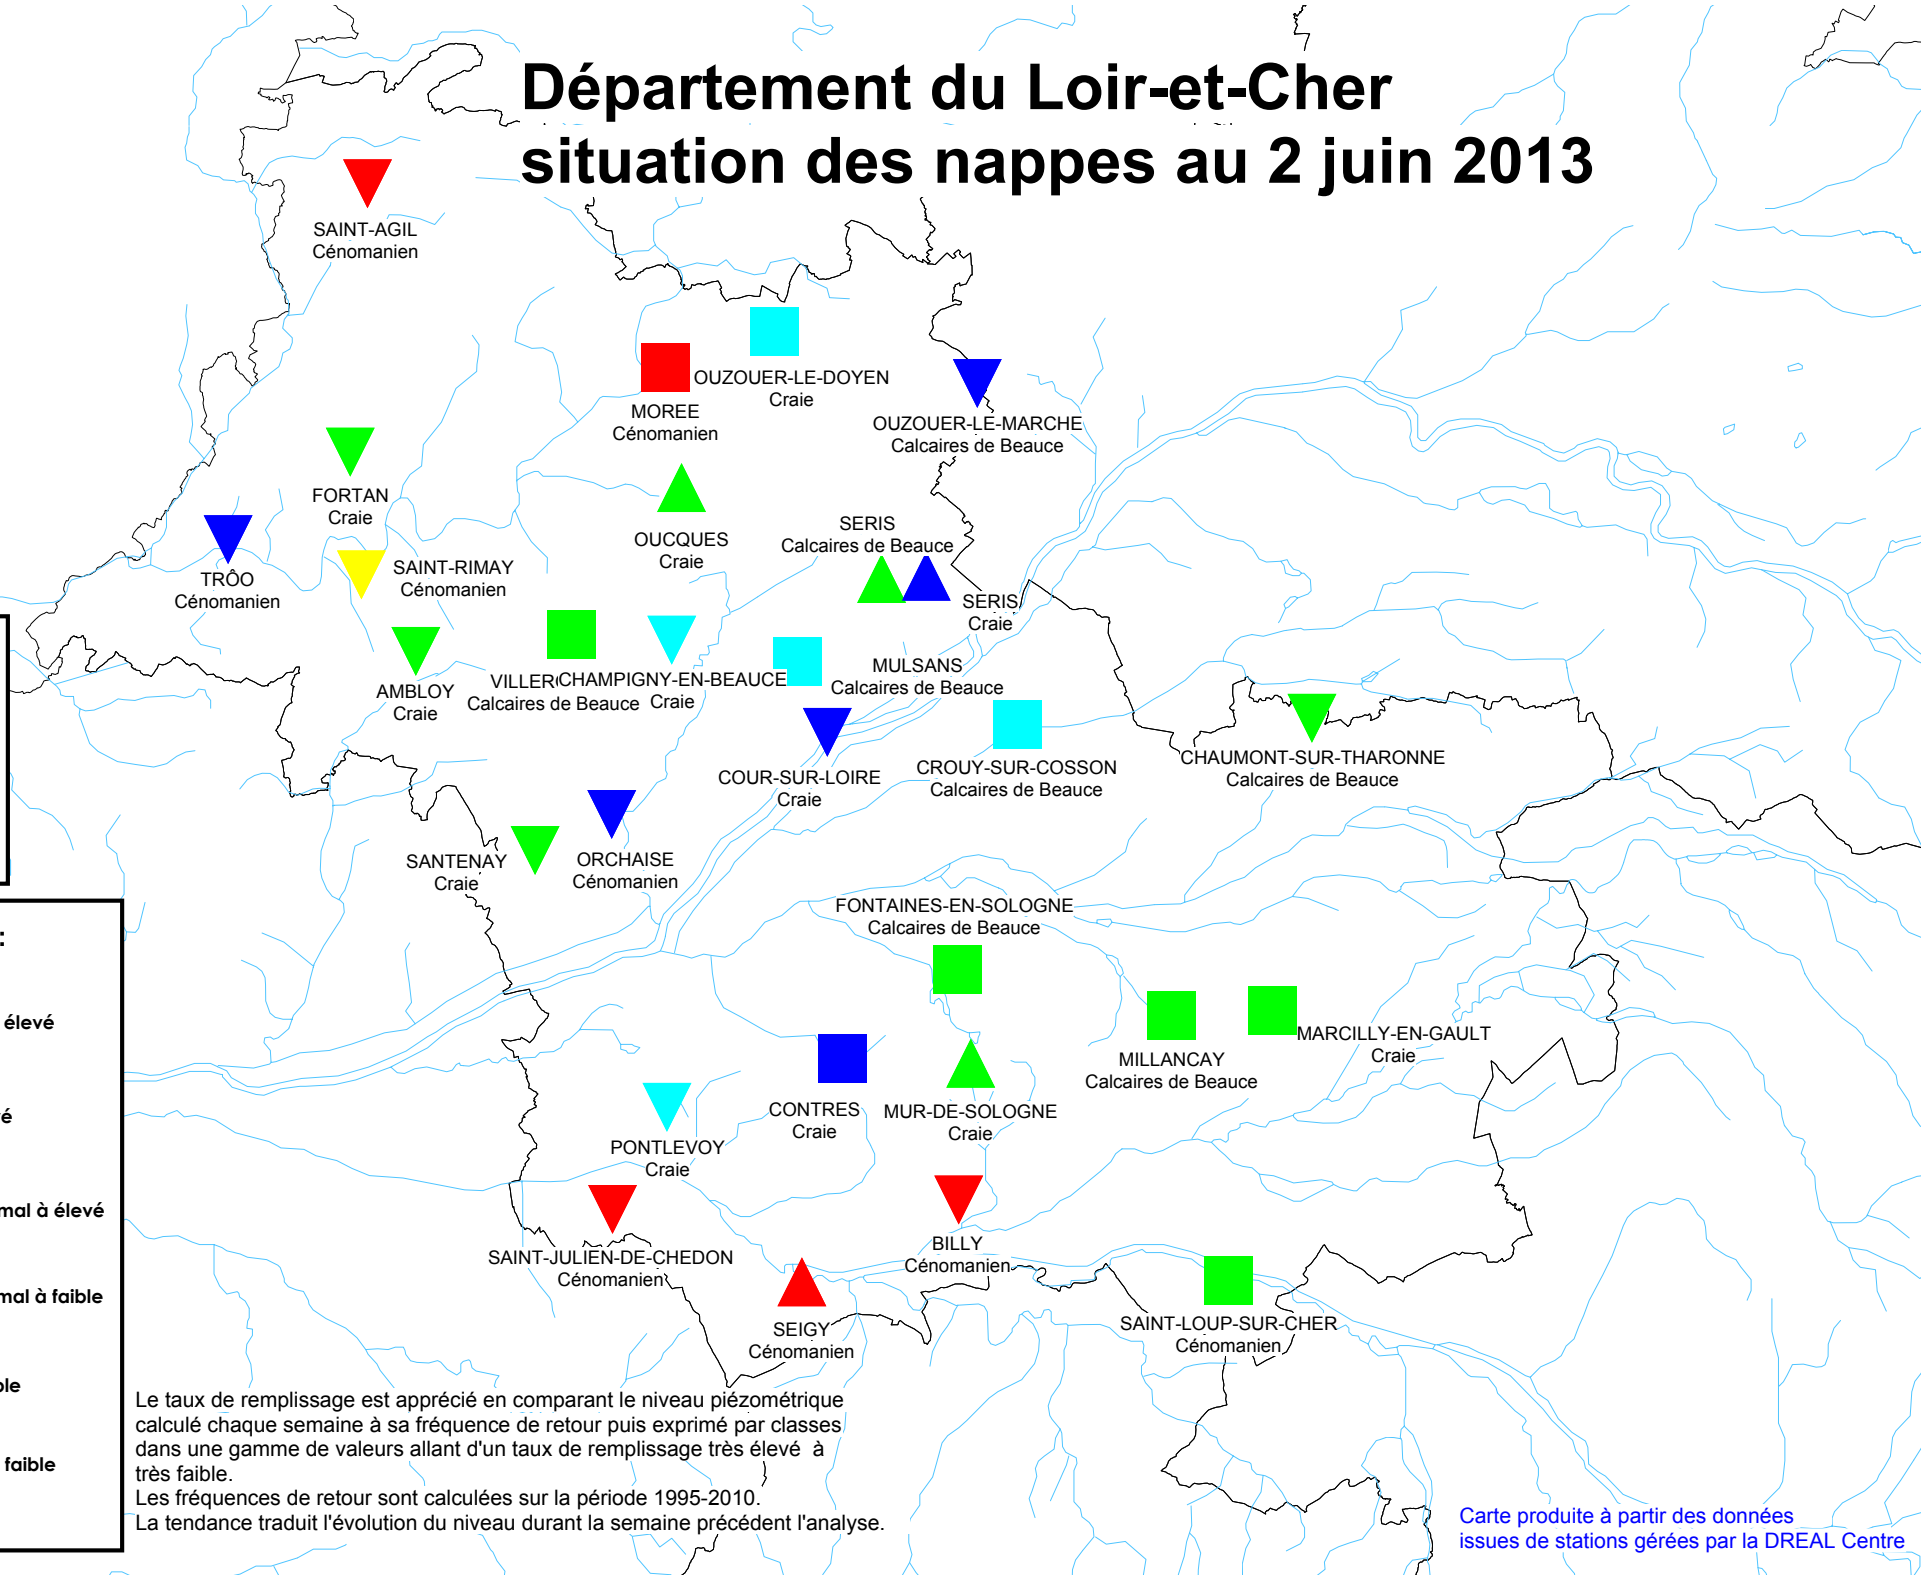 Département du Loir-et-Cher
situation des nappes au 2 juin 2013
SAINT-AGIL
Cénomanien
OUZOUER-LE-DOYEN
Craie
MOREE
Cénomanien
OUZOUER-LE-MARCHE
Calcaires de Beauce
FORTAN
Craie
OUCQUES
Craie
SERIS
Calcaires de Beauce
TRÔO
Cénomanien
SAINT-RIMAY
Cénomanien
SERIS
Craie
AMBLOY
Craie
Calcaires de Beauce
CHAMPIGNY-EN-BEAUCE
Craie
MULSANS
Calcaires de Beauce
COUR-SUR-LOIRE
Craie
CROUY-SUR-COSSON
Calcaires de Beauce
CHAUMONT-SUR-THARONNE
Calcaires de Beauce
SANTENAY
Craie
ORCHAISE
Cénomanien
FONTAINES-EN-SOLOGNE
Calcaires de Beauce
:
élevé
mal à élevé
mal à faible
faible
MILLANCAY
Calcaires de Beauce
MARCILLY-EN-GAULT
Craie
CONTRES
Craie
MUR-DE-SOLOGNE
Craie
PONTLEVOY
Craie
SAINT-JULIEN-DE-CHEDON
Cénomanien
BILLY
Cénomanien
SEIGY
Cénomanien
SAINT-LOUP-SUR-CHER
Cénomanien
Le taux de remplissage est apprécié en comparant le niveau piézométrique
calculé chaque semaine à sa fréquence de retour puis exprimé par classes
dans une gamme de valeurs allant d'un taux de remplissage très élevé à
très faible.
Les fréquences de retour sont calculées sur la période 1995-2010.
La tendance traduit l'évolution du niveau durant la semaine précédent l'analyse.
Carte produite à partir des données
issues de stations gérées par la DREAL Centre